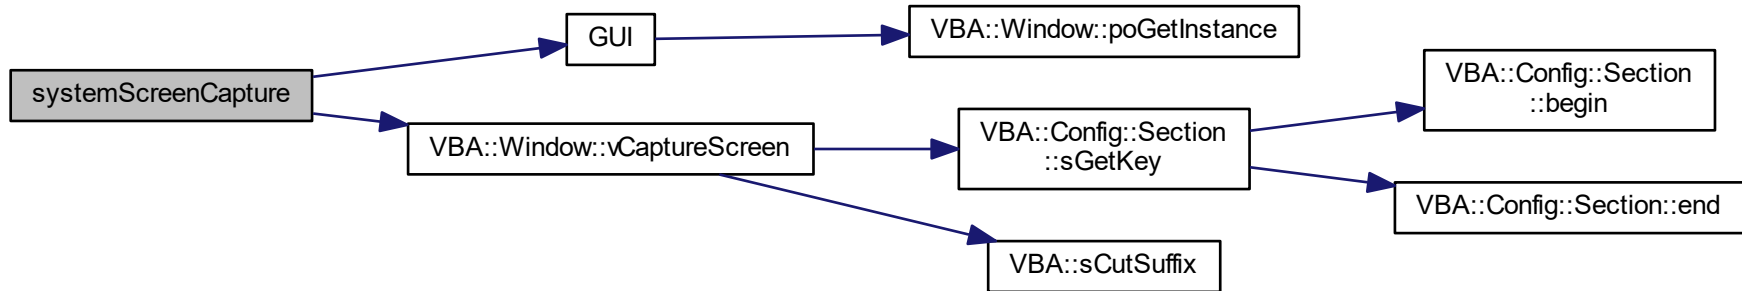 systemScreenCapture
GUI
VBA::Window::poGetInstance
VBA::Window::vCaptureScreen
VBA::Config::Section
::sGetKey
VBA::sCutSuffix
VBA::Config::Section
::begin
VBA::Config::Section::end